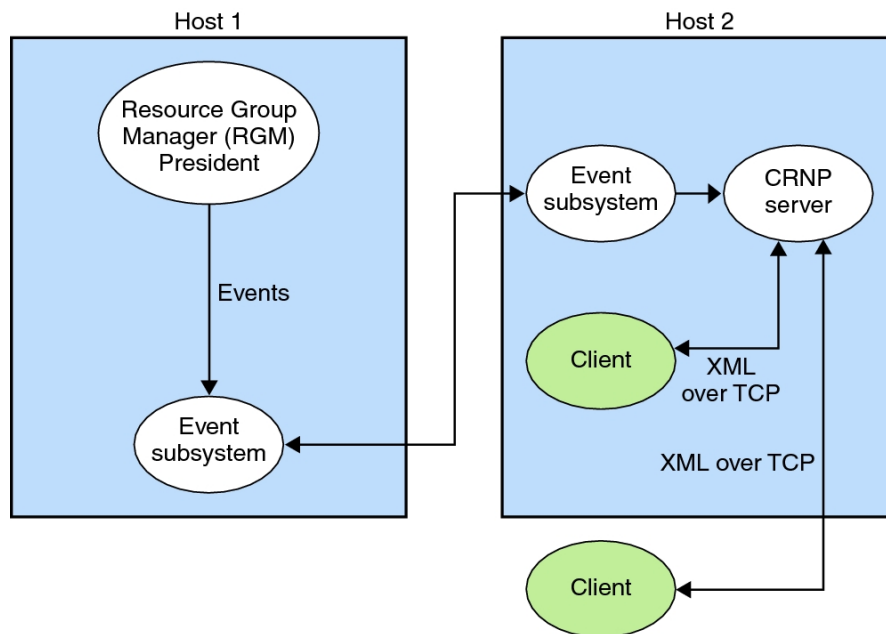 Host 1
Host 2
Resource Group
Manager (RGM)
President
Events
Event
subsystem
Event
subsystem
CRNP
server
Client
XML
over TCP
XML over TCP
Client